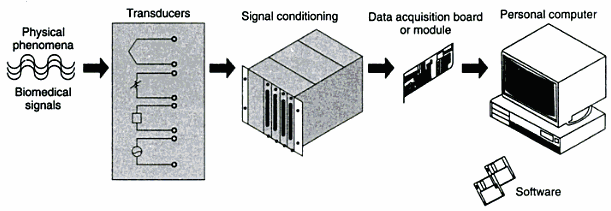 Physical
phenomena
Biomedical
signals
Transducers
Signal conditioning
Data acquisition board
or module
Personal computer
Software